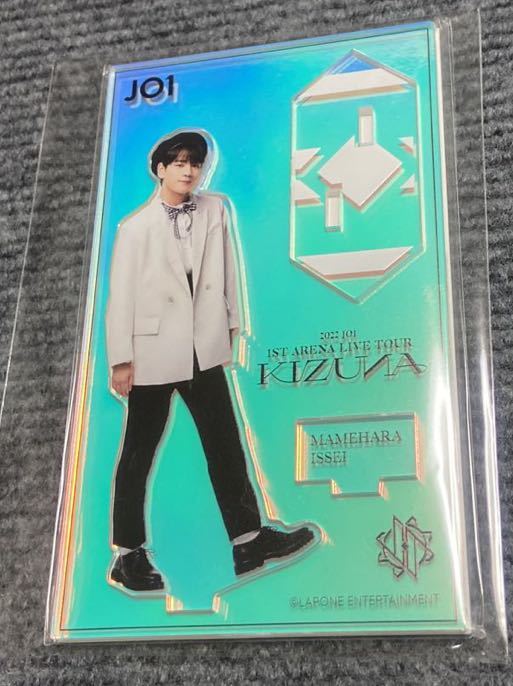 JO1
2022 JO1
1ST ARENA LIVE TOUR
KIZUNA
MAMEHARA
ISSEI
©LAPONE ENTERTAINMENT